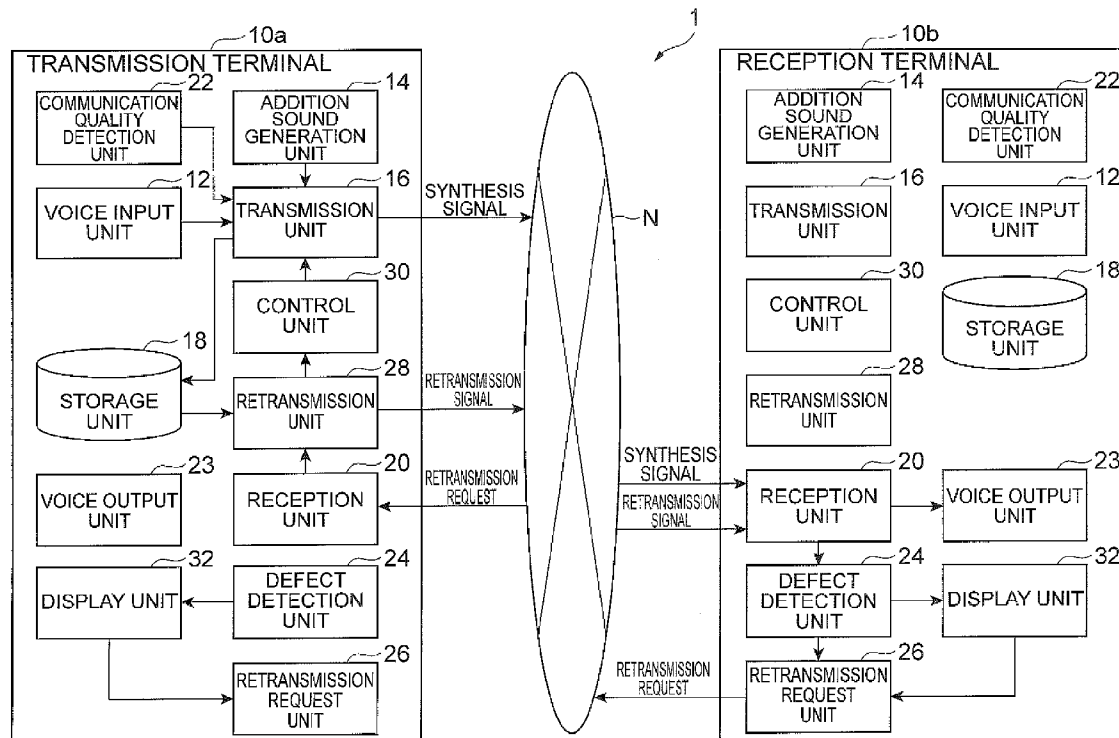 1
10a
TRANSMISSION TERMINAL
22
COMMUNICATION
QUALITY
DETECTION
UNIT
14
ADDITION
SOUND
GENERATION
UNIT
12
VOICE INPUT
UNIT
16
TRANSMISSION
UNIT
30
CONTROL
UNIT
18
STORAGE
UNIT
28
RETRANSMISSION
UNIT
23
VOICE OUTPUT
UNIT
20
RECEPTION
UNIT
32
DISPLAY UNIT
24
DEFECT
DETECTION
UNIT
26
RETRANSMISSION
REQUEST
UNIT
SYNTHESIS
SIGNAL
RETRANSMISSION
SIGNAL
RETRANSMISSION
REQUEST
N
SYNTHESIS
SIGNAL
RETRANSMISSION
SIGNAL
RETRANSMISSION
REQUEST
10b
RECEPTION TERMINAL
14
ADDITION
SOUND
GENERATION
UNIT
22
COMMUNICATION
QUALITY
DETECTION
UNIT
16
TRANSMISSION
UNIT
12
VOICE INPUT
UNIT
30
CONTROL
UNIT
18
STORAGE
UNIT
28
RETRANSMISSION
UNIT
20
RECEPTION
UNIT
23
VOICE OUTPUT
UNIT
24
DEFECT
DETECTION
UNIT
32
DISPLAY UNIT
26
RETRANSMISSION
REQUEST
UNIT